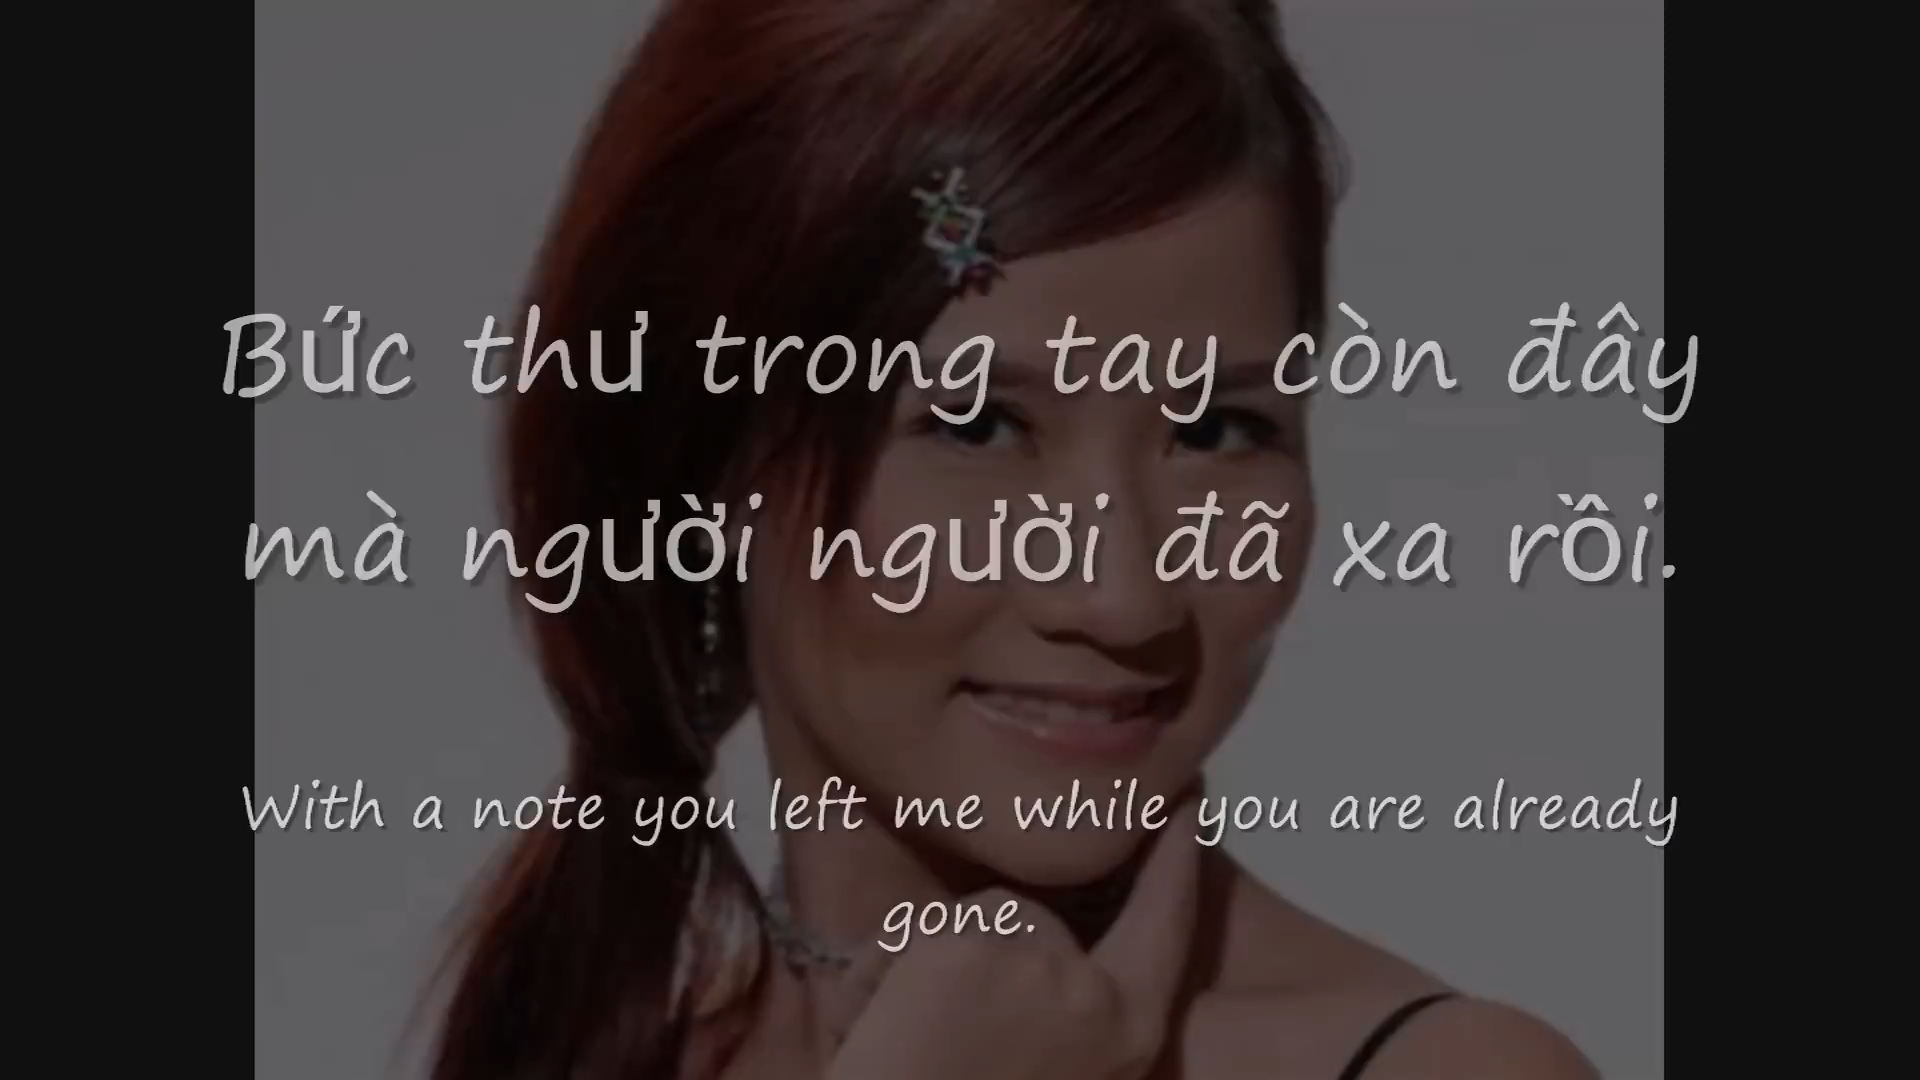 Bức thư trong tay còn đây
mà người người đã xa rồi.
With a note you left me while you are already
gone.